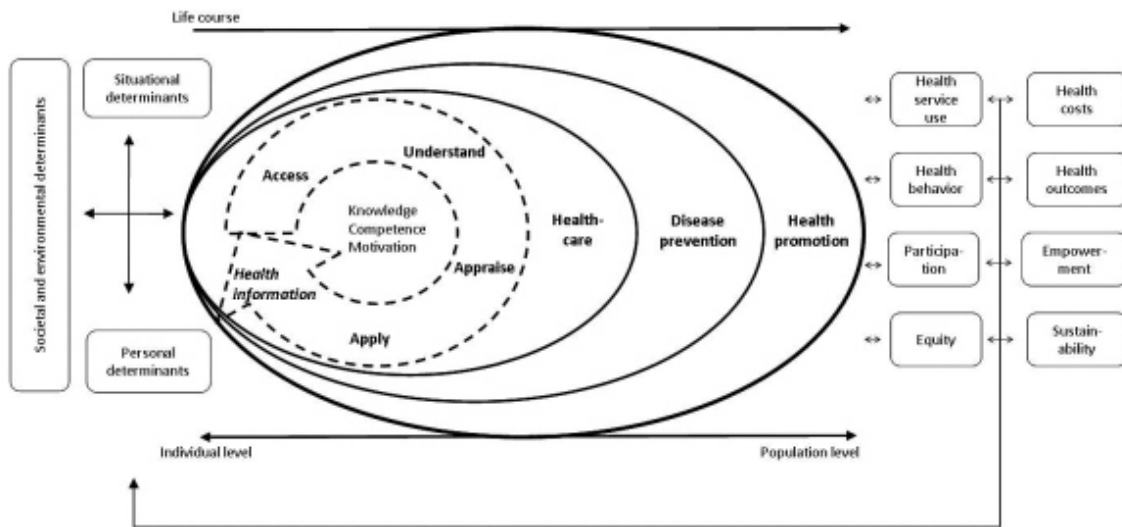 Life course
Societal and environmental determinants
Situational
determinants
Personal
determinants
Access
Understand
Knowledge
Competence
Motivation
Health
information
Appraise
Apply
Health-
care
Disease
prevention
Health
promotion
Individual level
Population level
Health
service
use
Health
costs
Health
behavior
Health
outcomes
Participa-
tion
Empower-
ment
Equity
Sustain-
ability